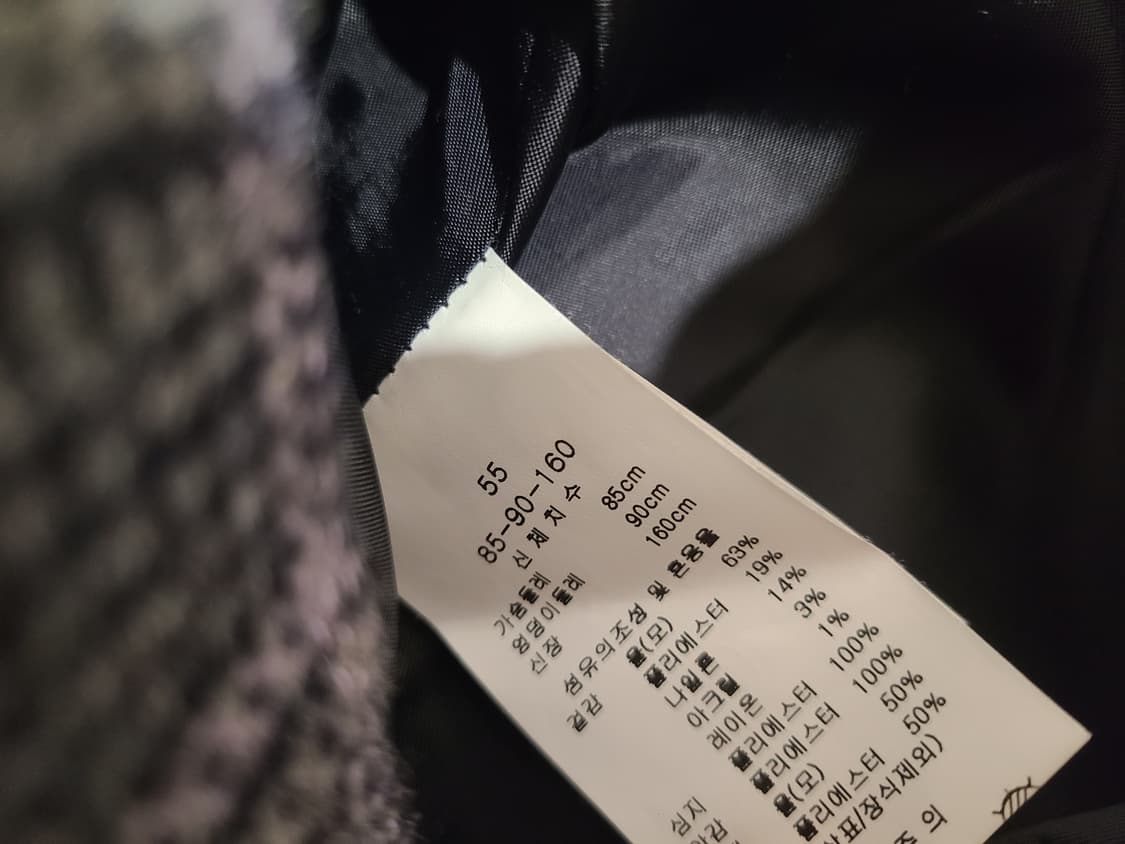 55
85-90-160
신 체 치 수
가슴둘레 85cm
엉덩이둘레 90cm
신장 160cm
섬유의조성 및 혼용율
겉감 울(모) 63%
폴리에스터 19%
나일론 14%
아크릴 3%
레이온 1%
폴리에스터 100%
심지 폴리에스터 100%
울(모) 50%
폴리에스터 50%
표/장식제외)
의